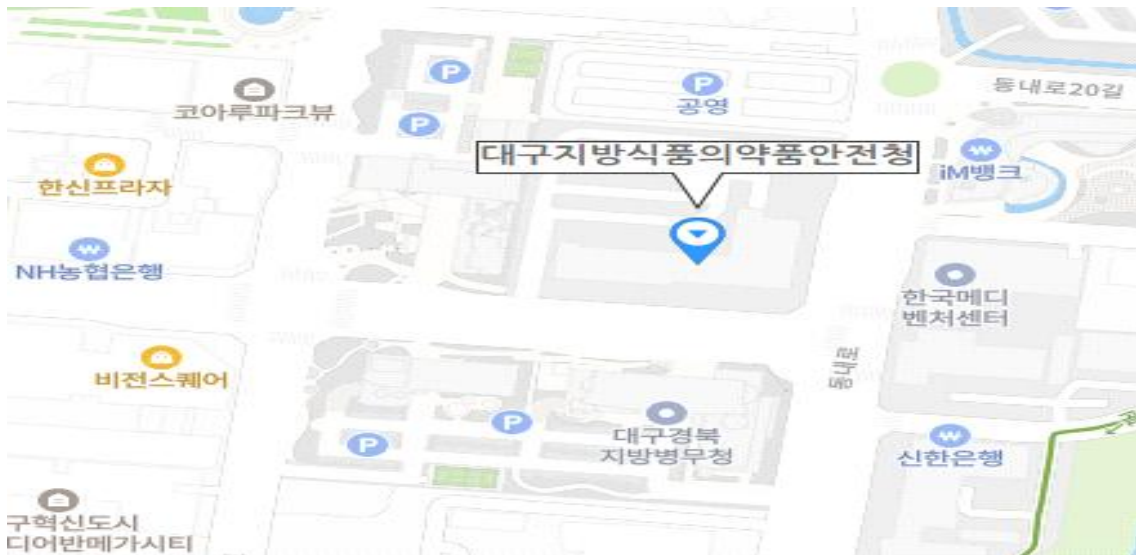 코아루파크뷰
공영
동내로20길
대구지방식품의약품안전청
iM뱅크
한신프라자
NH농협은행
한국메디
벤처센터
비전스퀘어
동내로
대구경북
지방병무청
신한은행
구혁신도시
디어반메가시티
P
P
P
P
P